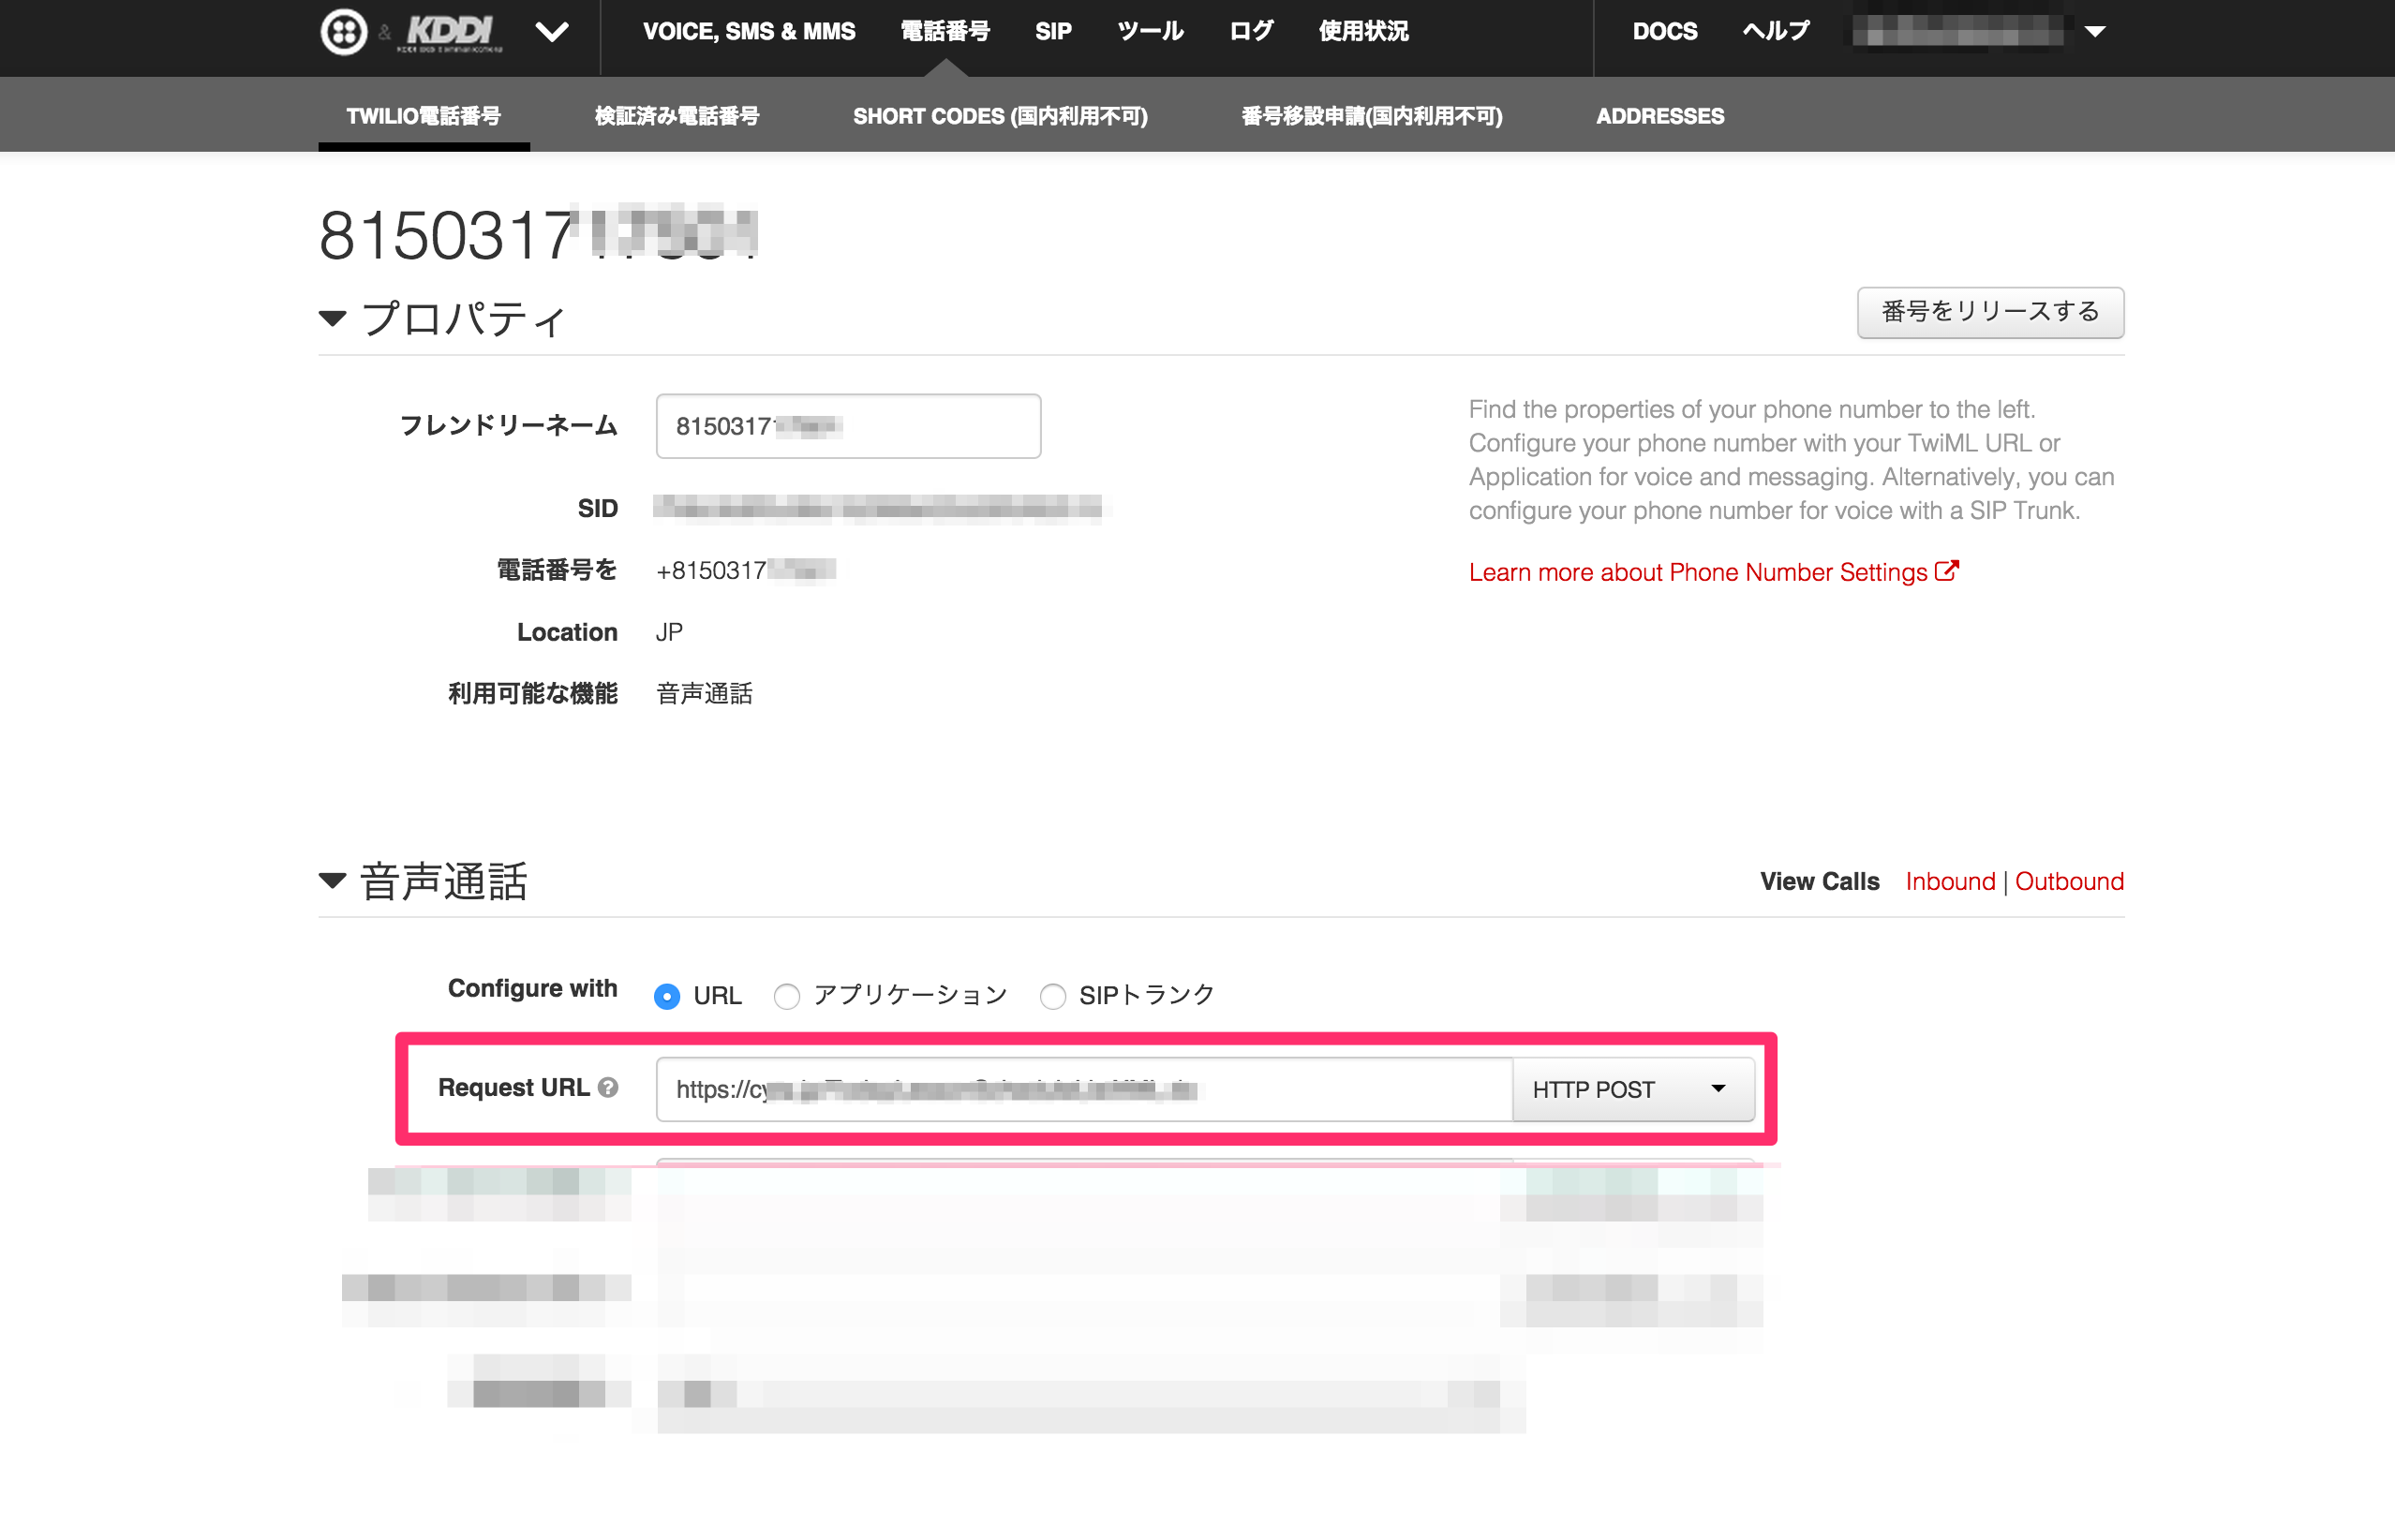 & KDDI VOICE, SMS & MMS 電話番号 SIP ツール ログ 使用状況 DOCS ヘルプ
TWILIO電話番号 検証済み電話番号 SHORT CODES (国内利用不可) 番号移設申請(国内利用不可) ADDRESSES
8150317
プロパティ 番号をリリースする
フレンドリーネーム 8150317
SID
電話番号を +8150317
Location JP
利用可能な機能 音声通話
Find the properties of your phone number to the left.
Configure your phone number with your TwiML URL or
Application for voice and messaging. Alternatively, you can
configure your phone number for voice with a SIP Trunk.
Learn more about Phone Number Settings
音声通話 View Calls Inbound | Outbound
Configure with URL アプリケーション SIPトランク
Request URL ? https://cy HTTP POST